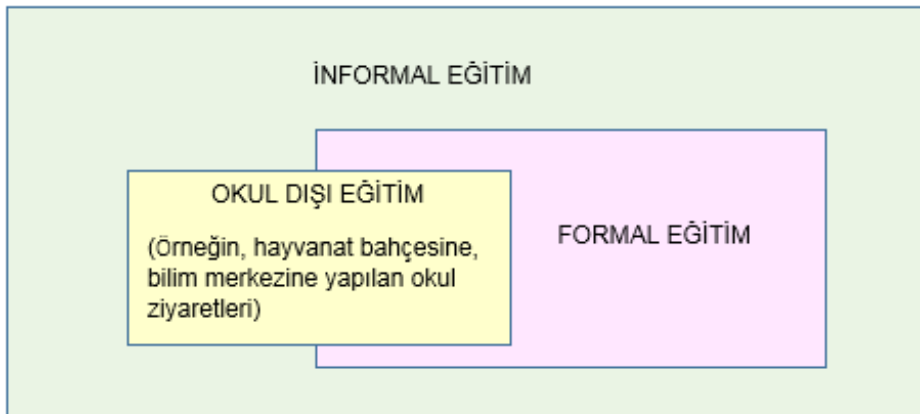 İNFORMAL EĞİTİM
OKUL DIŞI EĞİTİM
(Örneğin, hayvanat bahçesine,
bilim merkezine yapılan okul
ziyaretleri)
FORMAL EĞİTİM